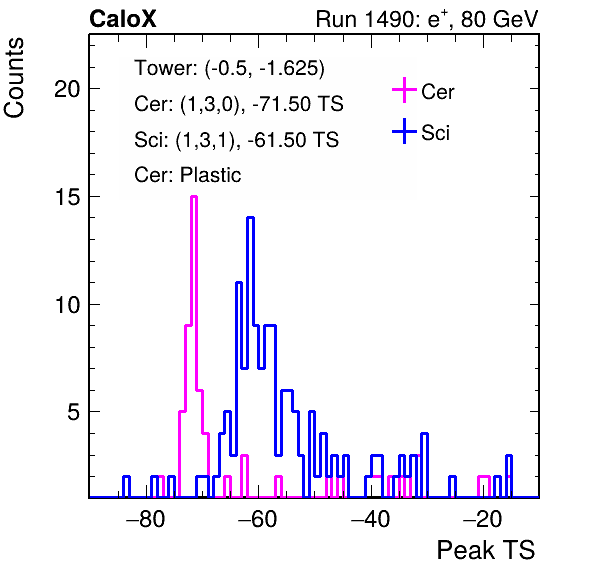 CaloX Run 1490: e⁺, 80 GeV
Counts
Tower: (-0.5, -1.625)
Cer: (1,3,0), -71.50 TS
Sci: (1,3,1), -61.50 TS
Cer: Plastic
Cer
Sci
20
15
10
5
−80 −60 −40 −20
Peak TS